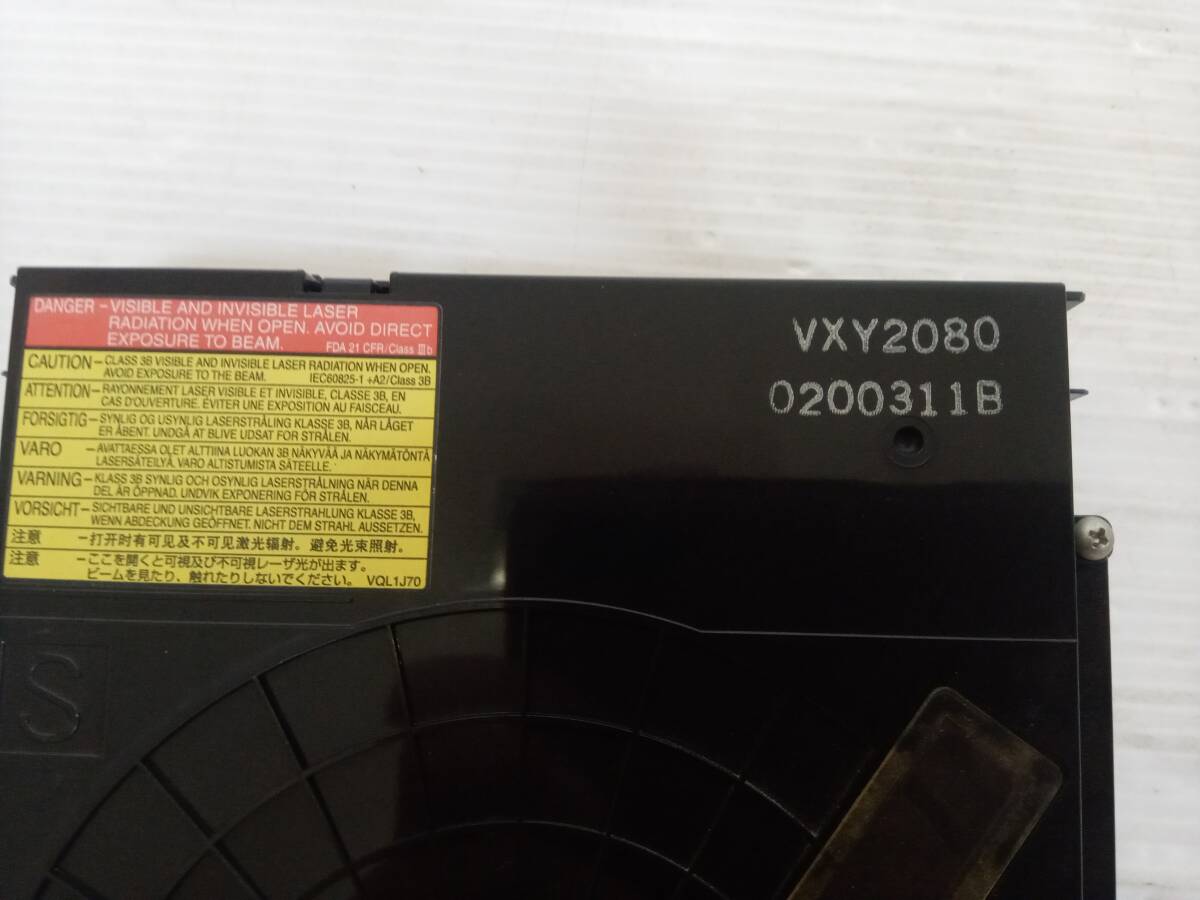 DANGER - VISIBLE AND INVISIBLE LASER
RADIATION WHEN OPEN. AVOID DIRECT
EXPOSURE TO BEAM. FDA 21 CFR/Class Ⅲb
CAUTION - CLASS 3B VISIBLE AND INVISIBLE LASER RADIATION WHEN OPEN.
AVOID EXPOSURE TO THE BEAM. IEC60825-1 +A2/Class 3B
ATTENTION - RAYONNEMENT LASER VISIBLE ET INVISIBLE, CLASSE 3B, EN
CAS D'OUVERTURE. ÉVITER UNE EXPOSITION AU FAISCEAU.
FORSIGTIG - SYNLIG OG USYNLIG LASERSTRÅLING KLASSE 3B, NÅR LÅGET
ER ÅBENT. UNDGÅ AT BLIVE UDSAT FOR STRÅLEN.
VARO - AVATTAESSA OLET ALTTIINA LUOKAN 3B NÄKYVÄÄ JA NÄKYMÄTÖNTÄ
LASERSÄTEILYÄ. VARO ALTISTUMISTA SÄTEELLE.
VARNING - KLASS 3B SYNLIG OCH OSYNLIG LASERSTRÅLNING NÄR DENNA
DEL ÄR ÖPPNAD. UNDVIK EXPONERING FÖR STRÅLEN.
VORSICHT - SICHTBARE UND UNSICHTBARE LASERSTRAHLUNG KLASSE 3B,
WENN ABDECKUNG GEÖFFNET. NICHT DEM STRAHL AUSSETZEN.
注意 -打开时有可见及不可见激光辐射。避免光束照射。
注意 -ここを開くと可視及び不可視レーザ光が出ます。
ビームを見たり、触れたりしないでください。 VQL1J70
VXY2080
0200311B
S